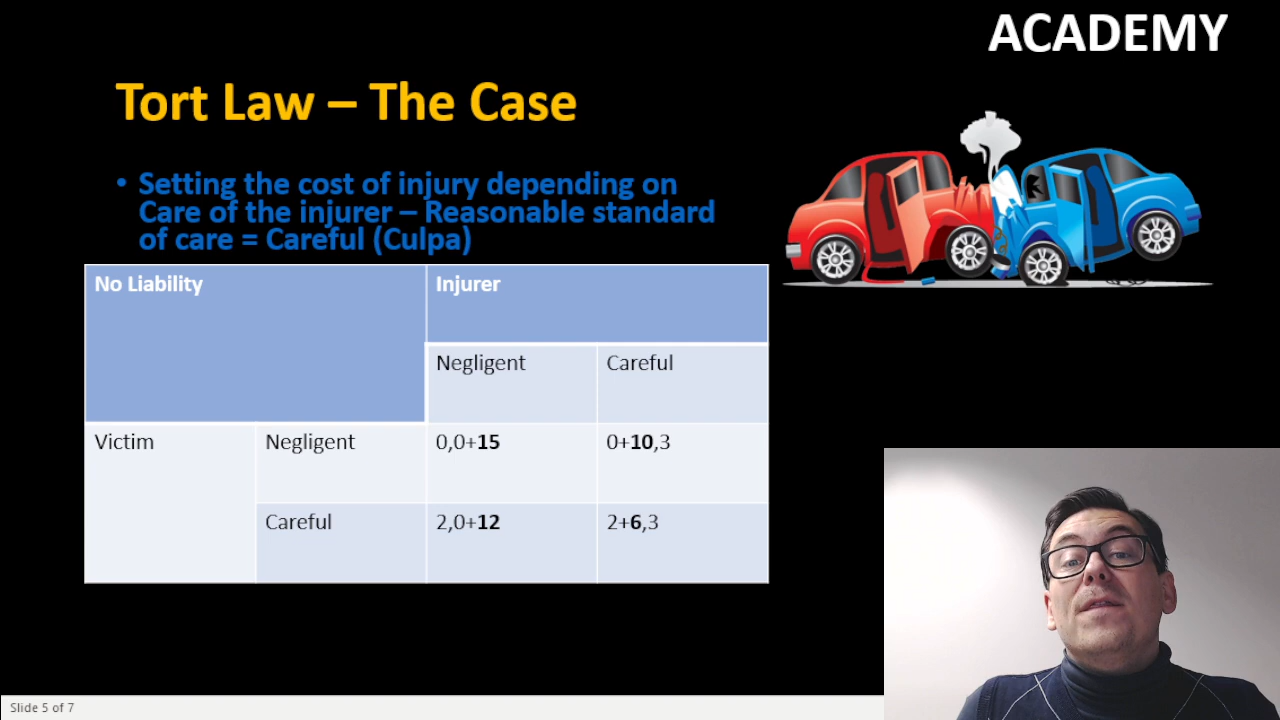 ACADEMY
Tort Law – The Case
• Setting the cost of injury depending on
Care of the injurer – Reasonable standard
of care = Careful (Culpa)
No Liability
Injurer
Negligent
Careful
Victim
Negligent
0,0+15
0+10,3
Careful
2,0+12
2+6,3
Slide 5 of 7